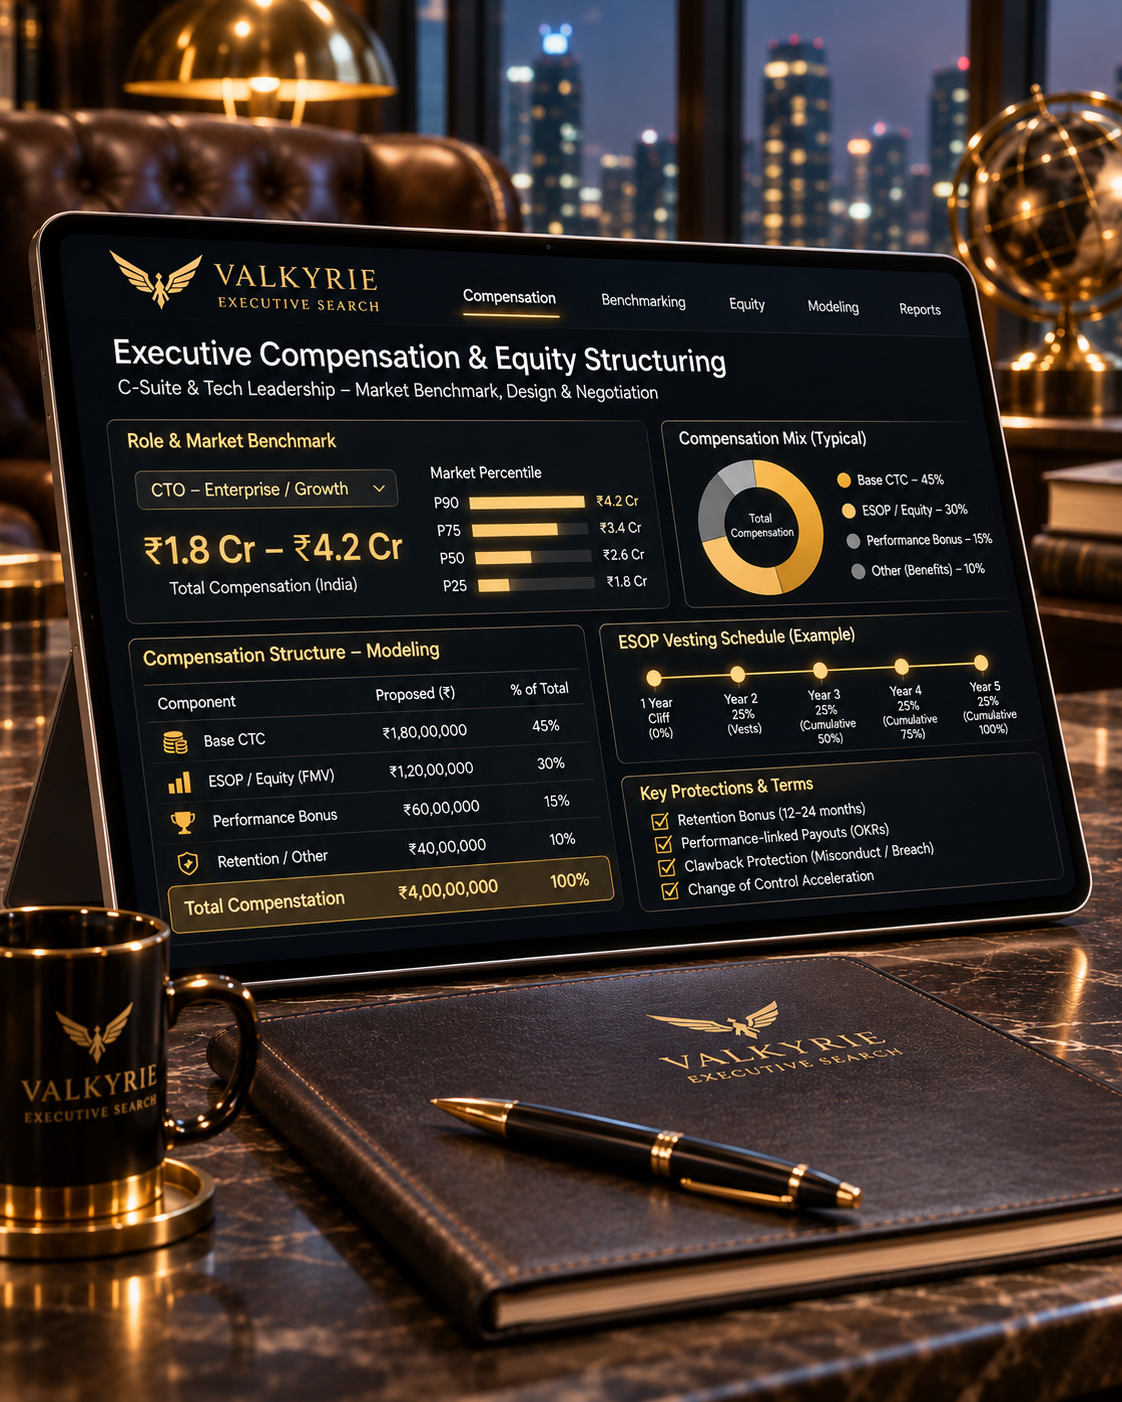 VALKYRIE
EXECUTIVE SEARCH
Compensation
Benchmarking
Equity
Modeling
Reports
Executive Compensation & Equity Structuring
C-Suite & Tech Leadership – Market Benchmark, Design & Negotiation
Role & Market Benchmark
CTO – Enterprise / Growth
₹1.8 Cr – ₹4.2 Cr
Total Compensation (India)
Market Percentile
P90 ₹4.2 Cr
P75 ₹3.4 Cr
P50 ₹2.6 Cr
P25 ₹1.8 Cr
Compensation Mix (Typical)
Total
Compensation
Base CTC – 45%
ESOP / Equity – 30%
Performance Bonus – 15%
Other (Benefits) – 10%
Compensation Structure – Modeling
Component Proposed (₹) % of Total
Base CTC ₹1,80,00,000 45%
ESOP / Equity (FMV) ₹1,20,00,000 30%
Performance Bonus ₹60,00,000 15%
Retention / Other ₹40,00,000 10%
Total Compenstation ₹4,00,00,000 100%
ESOP Vesting Schedule (Example)
1 Year
Cliff
(0%)
Year 2
25%
(Vests)
Year 3
25%
(Cumulative
50%)
Year 4
25%
(Cumulative
75%)
Year 5
25%
(Cumulative
100%)
Key Protections & Terms
Retention Bonus (12–24 months)
Performance-linked Payouts (OKRs)
Clawback Protection (Misconduct / Breach)
Change of Control Acceleration
VALKYRIE
EXECUTIVE SEARCH
VALKYRIE
EXECUTIVE SEARCH